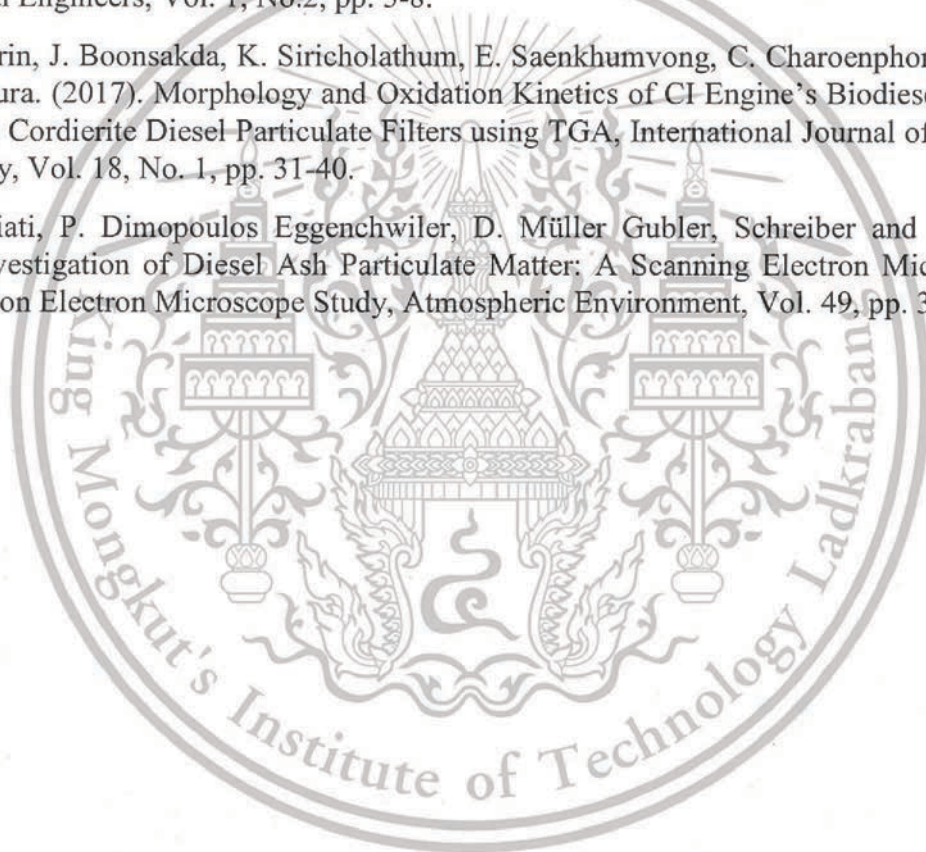 Engineers, Vol. 1, No.2, pp. 5-8.
rin, J. Boonsakda, K. Siricholathum, E. Saenkhumvong, C. Charoenphon
ura. (2017). Morphology and Oxidation Kinetics of CI Engine's Biodiese
Cordierite Diesel Particulate Filters using TGA, International Journal of
y, Vol. 18, No. 1, pp. 31-40.
iati, P. Dimopoulos Eggenchwiler, D. Müller Gubler, Schreiber and
vestigation of Diesel Ash Particulate Matter: A Scanning Electron Mic
on Electron Microscope Study, Atmospheric Environment, Vol. 49, pp. 3
King Mongkut's Institute of Technology Ladkrabang